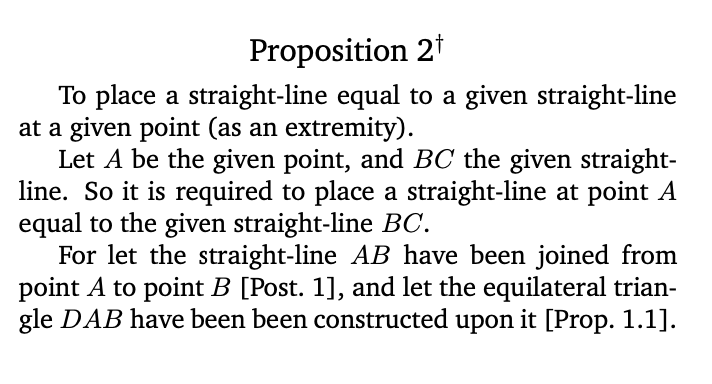 Proposition 2†
To place a straight-line equal to a given straight-line
at a given point (as an extremity).
Let A be the given point, and BC the given straight-
line. So it is required to place a straight-line at point A
equal to the given straight-line BC.
For let the straight-line AB have been joined from
point A to point B [Post. 1], and let the equilateral trian-
gle DAB have been been constructed upon it [Prop. 1.1].